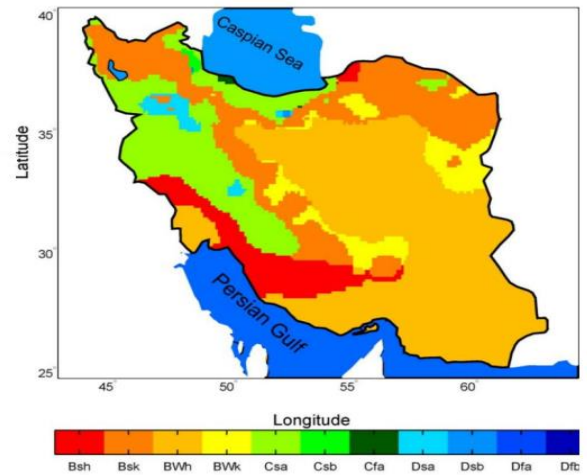 40
Caspian Sea
35
Latitude
30
Persian Gulf
25
45 50 55 60
Longitude
Bsh Bsk BWh BWk Csa Csb Cfa Dsa Dsb Dfa Dfb